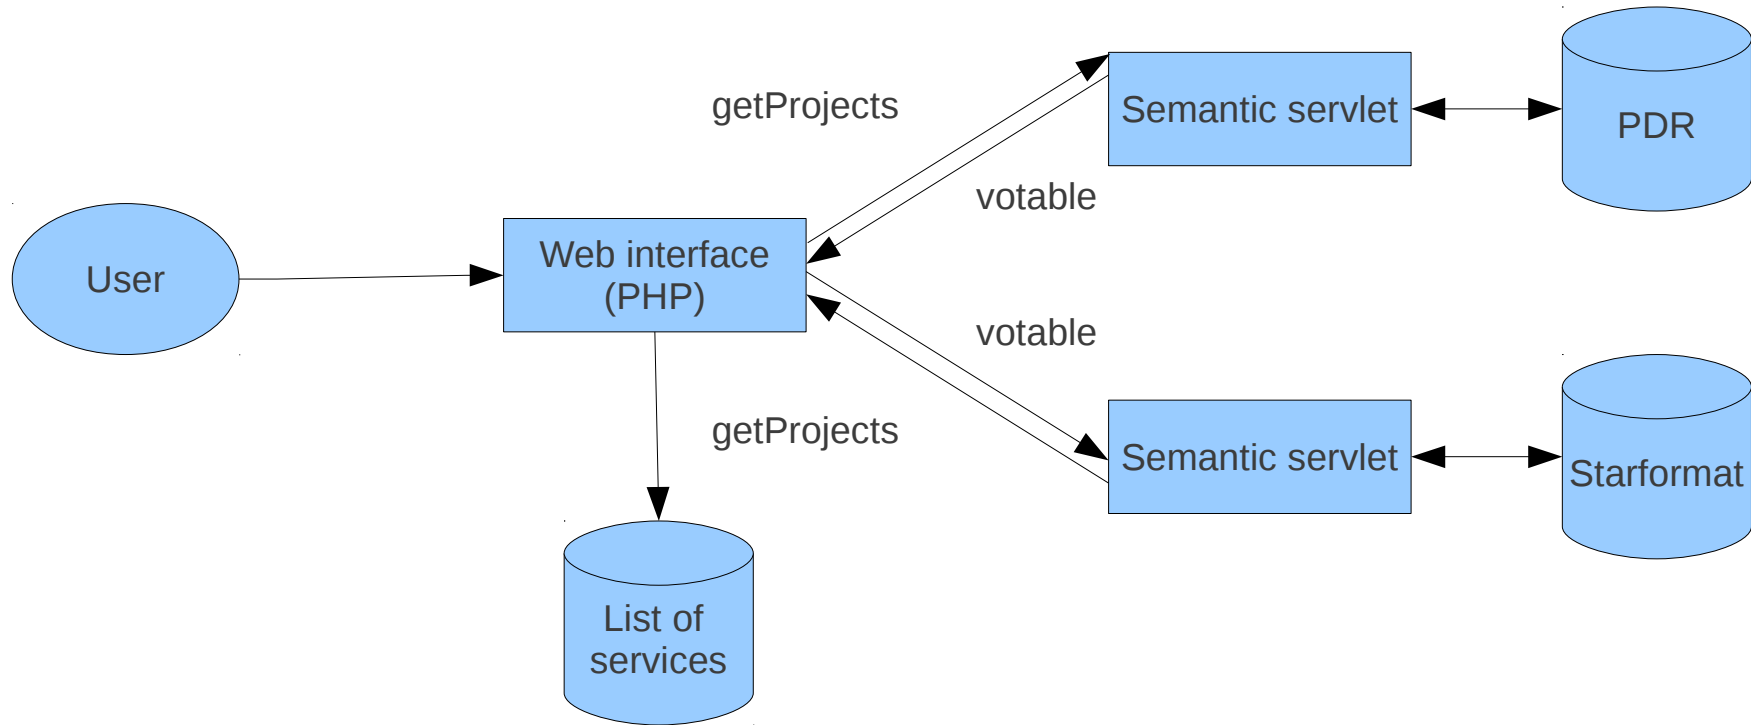 getProjects
Semantic servlet
PDR
votable
User
Web interface
(PHP)
votable
getProjects
Semantic servlet
Starformat
List of
services